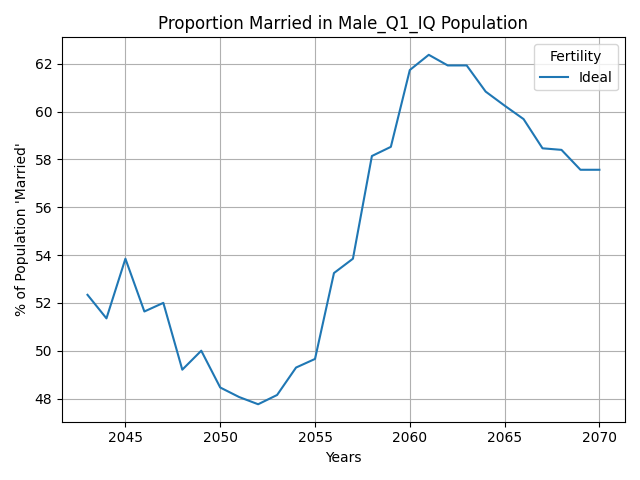 Proportion Married in Male_Q1_IQ Population
Fertility
Ideal
% of Population 'Married'
62
60
58
56
54
52
50
48
2045 2050 2055 2060 2065 2070
Years